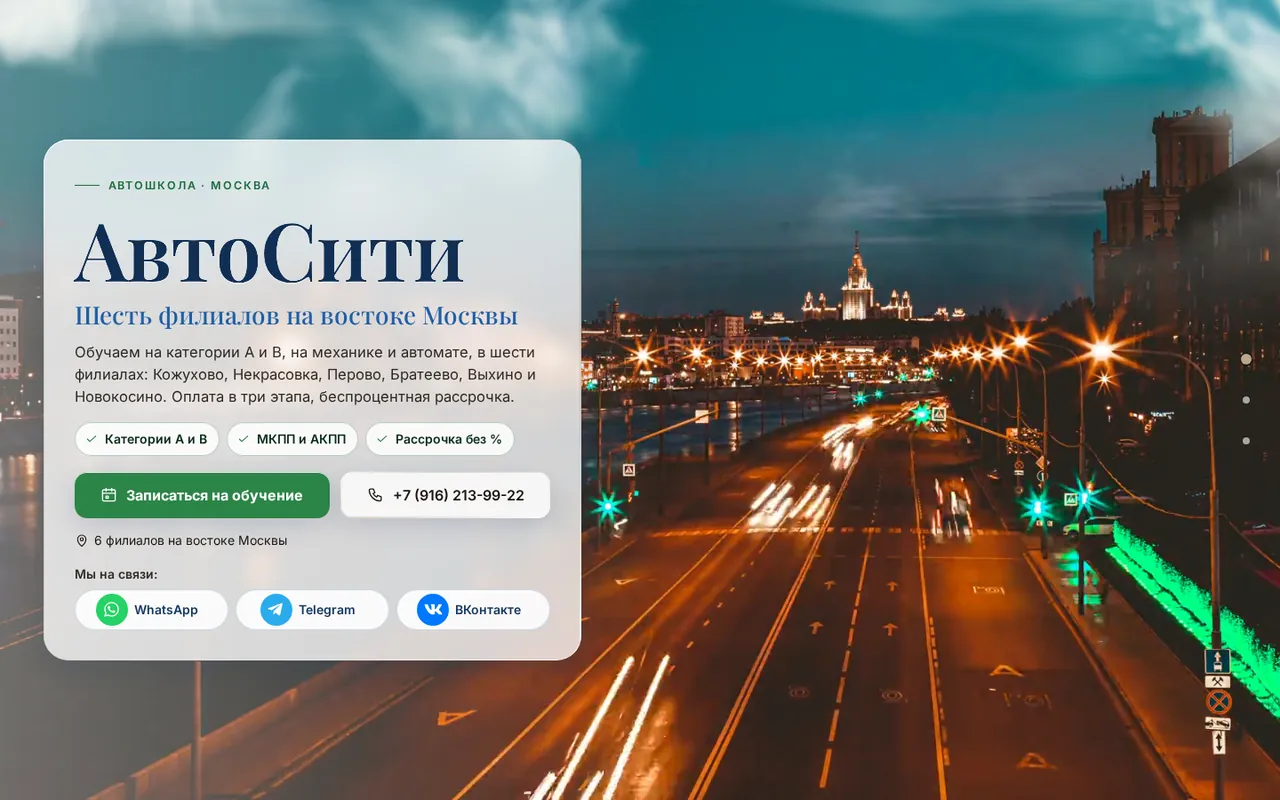 АВТОШКОЛА · МОСКВА
АвтоСити
Шесть филиалов на востоке Москвы
Обучаем на категории А и В, на механике и автомате, в шести
филиалах: Кожухово, Некрасовка, Перово, Братеево, Выхино и
Новокосино. Оплата в три этапа, беспроцентная рассрочка.
Категории А и В
МКПП и АКПП
Рассрочка без %
Записаться на обучение
+7 (916) 213-99-22
6 филиалов на востоке Москвы
Мы на связи:
WhatsApp
Telegram
ВКонтакте